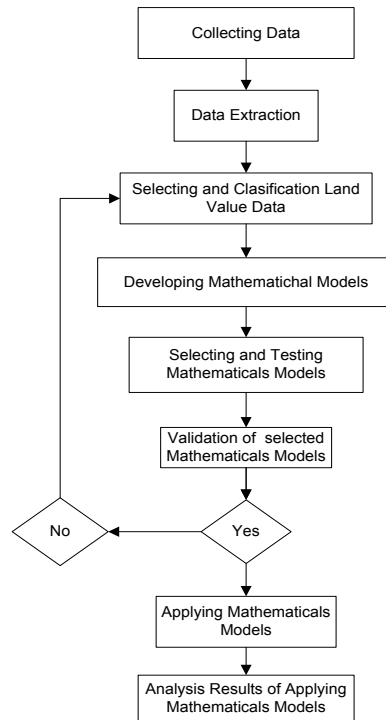 Collecting Data
Data Extraction
Selecting and Clasification Land
Value Data
Developing Mathematichal Models
Selecting and Testing
Mathematicals Models
Validation of selected
Mathematicals Models
No
Yes
Applying Mathematicals
Models
Analysis Results of Applying
Mathematicals Models